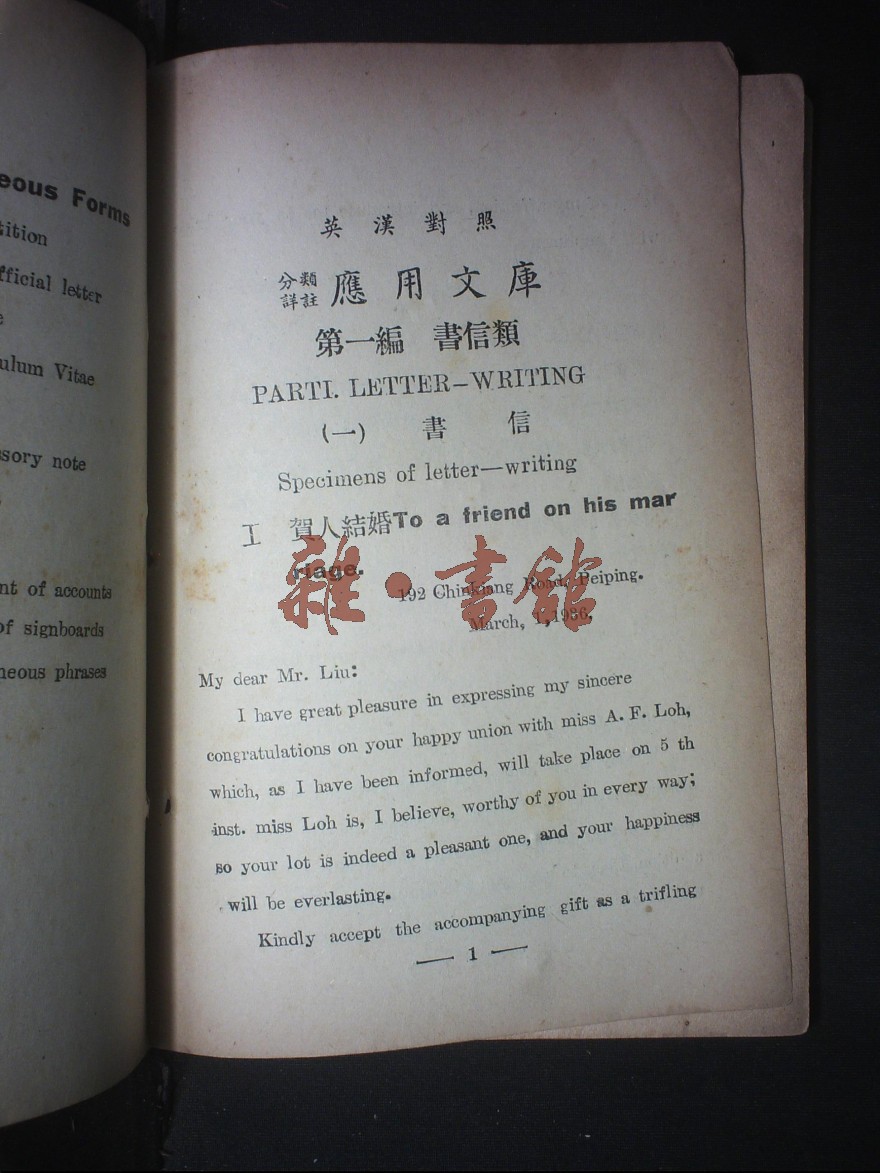 eous Forms
tition
fficial letter
e
ulum Vitae
sory note
nt of accounts
of signboards
neous phrases
英漢對照
分類詳註 應用文庫
第一編 書信類
PARTI. LETTER-WRITING
(一) 書信
Specimens of letter—writing
I 賀人結婚To a friend on his mar
riage.
192 Chinkiang Road, Peiping.
March, 1,1936,
雜·書館
My dear Mr. Liu:
I have great pleasure in expressing my sincere
congratulations on your happy union with miss A. F. Loh,
which, as I have been informed, will take place on 5 th
inst. miss Loh is, I believe, worthy of you in every way;
so your lot is indeed a pleasant one, and your happiness
will be everlasting.
Kindly accept the accompanying gift as a trifling
— 1 —